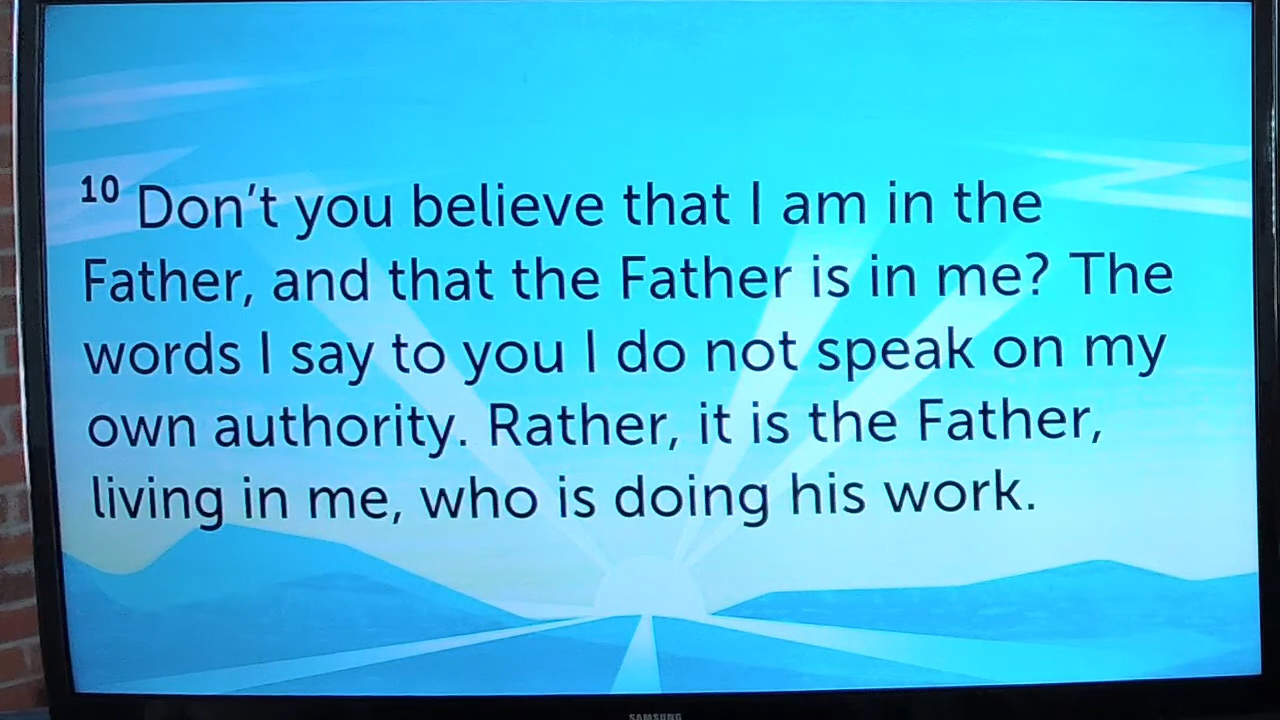 10 Don't you believe that I am in the
Father, and that the Father is in me? The
words I say to you I do not speak on my
own authority. Rather, it is the Father,
living in me, who is doing his work.
SAMSUNG